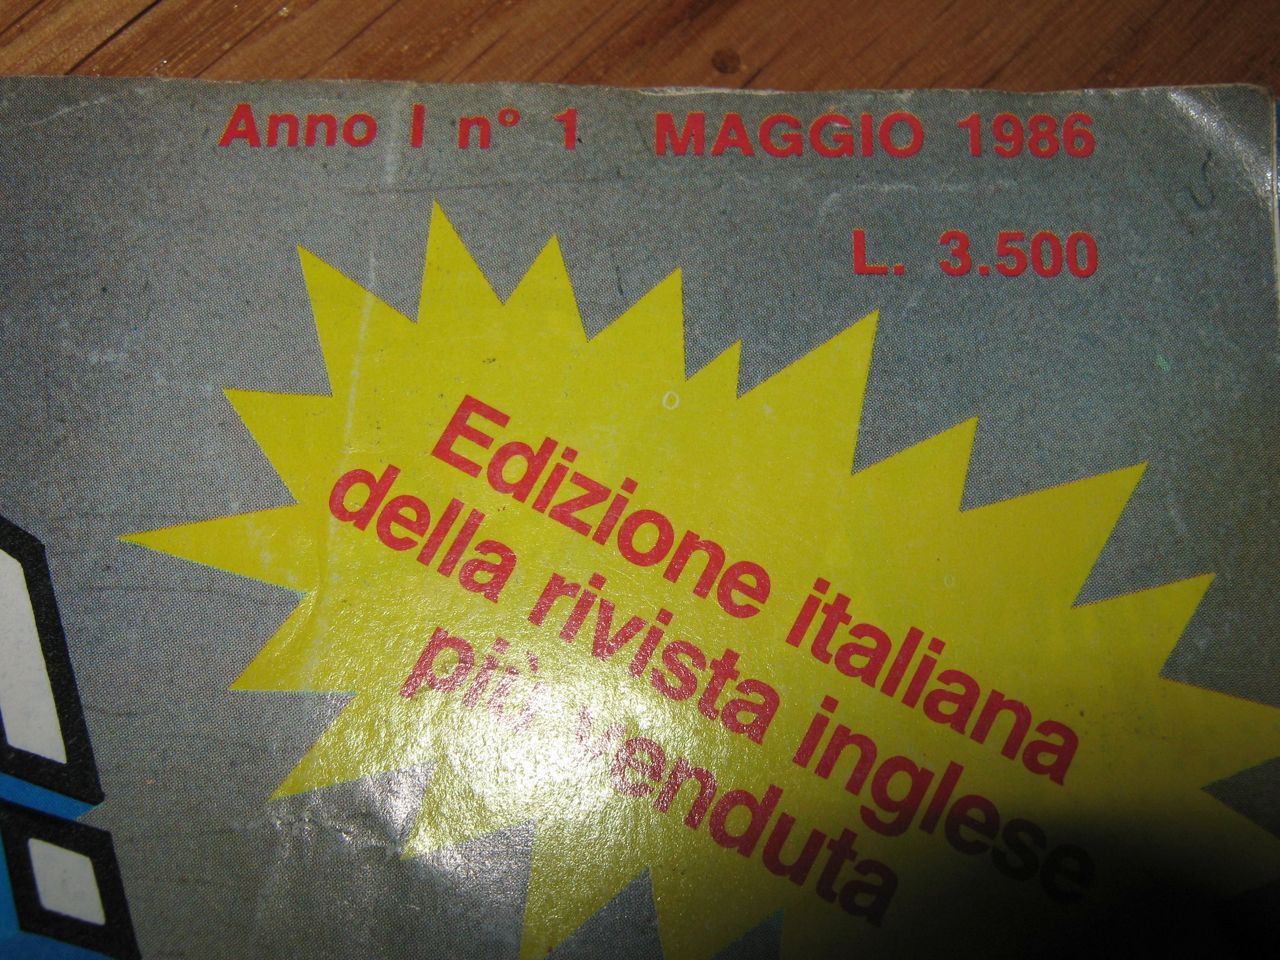 Anno I n° 1 MAGGIO 1986
L. 3.500
Edizione italiana
della rivista inglese
più venduta